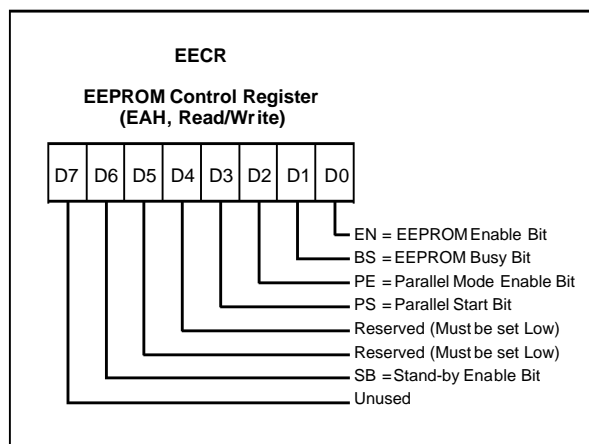 EECR
EEPROM Control Register
(EAH, Read/Write)
D7 D6 D5 D4 D3 D2 D1 D0
EN = EEPROM Enable Bit
BS = EEPROM Busy Bit
PE = Parallel Mode Enable Bit
PS = Parallel Start Bit
Reserved (Must be set Low)
Reserved (Must be set Low)
SB = Stand-by Enable Bit
Unused